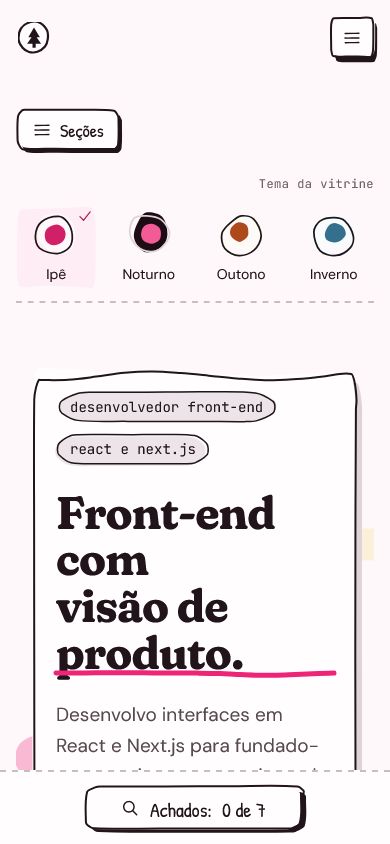 Seções
Tema da vitrine
Ipê
Noturno
Outono
Inverno
desenvolvedor front-end
react e next.js
Front-end
com
visão de
produto.
Desenvolvo interfaces em
React e Next.js para fundado-
Achados: 0 de 7